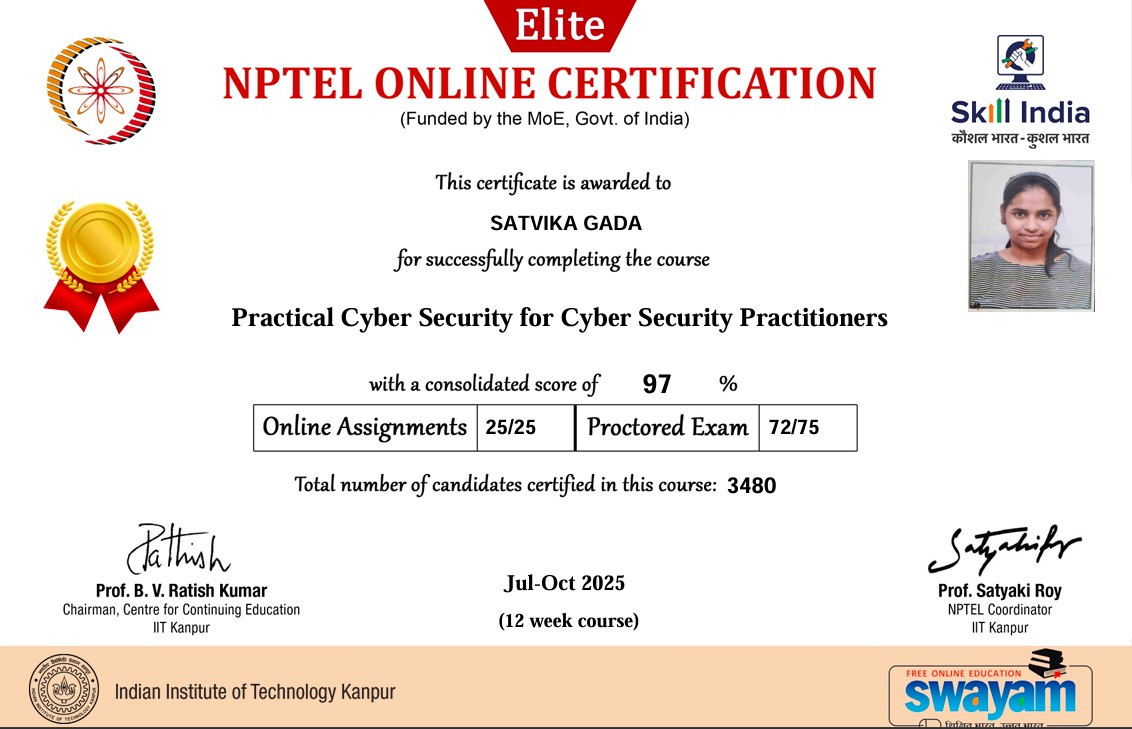 Elite
NPTEL ONLINE CERTIFICATION
(Funded by the MoE, Govt. of India)
Skill India
कौशल भारत - कुशल भारत
This certificate is awarded to
SATVIKA GADA
for successfully completing the course
Practical Cyber Security for Cyber Security Practitioners
with a consolidated score of 97 %
Online Assignments 25/25 Proctored Exam 72/75
Total number of candidates certified in this course: 3480
Prof. B. V. Ratish Kumar
Chairman, Centre for Continuing Education
IIT Kanpur
Jul-Oct 2025
(12 week course)
Prof. Satyaki Roy
NPTEL Coordinator
IIT Kanpur
Indian Institute of Technology Kanpur
FREE ONLINE EDUCATION
swayam